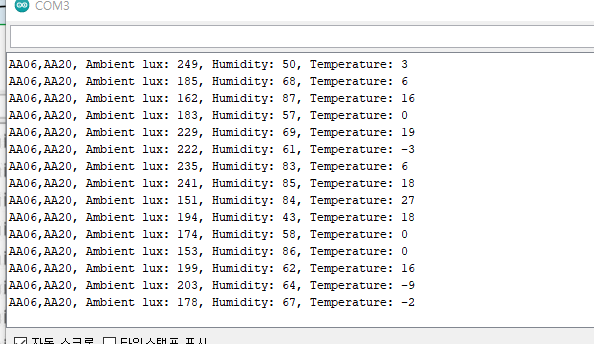 COM3
AA06,AA20, Ambient lux: 249, Humidity: 50, Temperature: 3
AA06,AA20, Ambient lux: 185, Humidity: 68, Temperature: 6
AA06,AA20, Ambient lux: 162, Humidity: 87, Temperature: 16
AA06,AA20, Ambient lux: 183, Humidity: 57, Temperature: 0
AA06,AA20, Ambient lux: 229, Humidity: 69, Temperature: 19
AA06,AA20, Ambient lux: 222, Humidity: 61, Temperature: -3
AA06,AA20, Ambient lux: 235, Humidity: 83, Temperature: 6
AA06,AA20, Ambient lux: 241, Humidity: 85, Temperature: 18
AA06,AA20, Ambient lux: 151, Humidity: 84, Temperature: 27
AA06,AA20, Ambient lux: 194, Humidity: 43, Temperature: 18
AA06,AA20, Ambient lux: 174, Humidity: 58, Temperature: 0
AA06,AA20, Ambient lux: 153, Humidity: 86, Temperature: 0
AA06,AA20, Ambient lux: 199, Humidity: 62, Temperature: 16
AA06,AA20, Ambient lux: 203, Humidity: 64, Temperature: -9
AA06,AA20, Ambient lux: 178, Humidity: 67, Temperature: -2
자동 스크롤 타임스탬프 표시